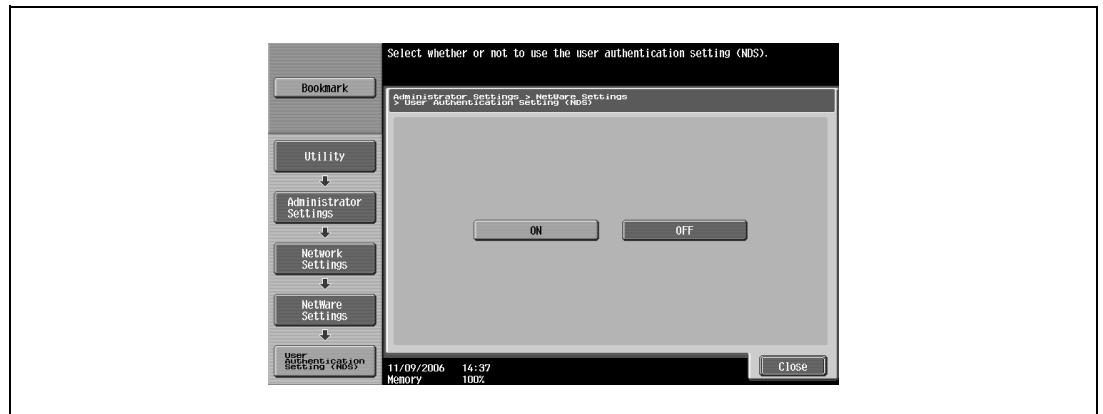 Select whether or not to use the user authentication setting (NDS).
Bookmark
Administrator Settings > NetWare Settings
> User Authentication Setting (NDS)
Utility
Administrator
Settings
ON
OFF
Network
Settings
NetWare
Settings
User
Authentication
Setting (NDS)
11/09/2006 14:37
Memory 100%
Close